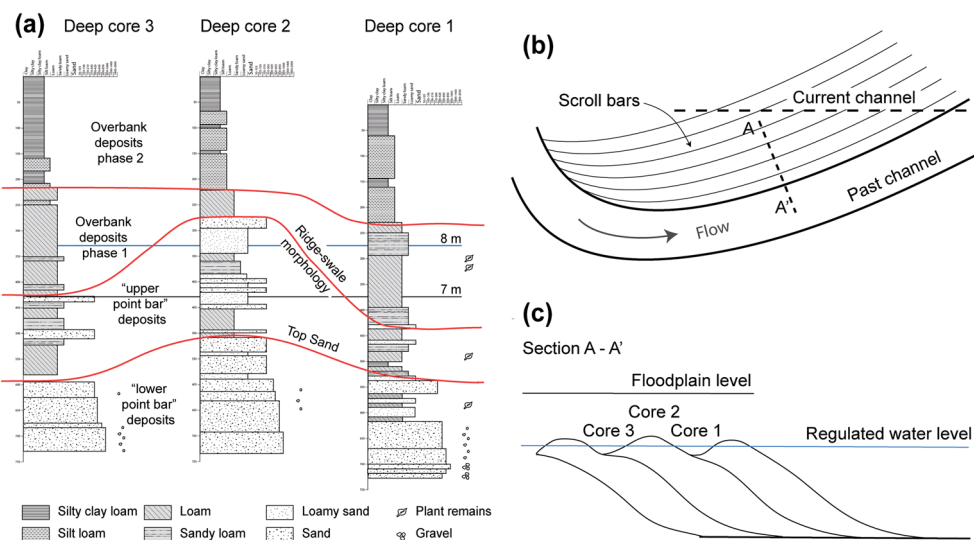 (a)
Deep core 3
Deep core 2
Deep core 1
Overbank
deposits
phase 2
Overbank
deposits
phase 1
"upper
point bar"
deposits
"lower
point bar"
deposits
Ridge-swale
morphology
Top Sand
8 m
7 m
Silty clay loam
Loam
Loamy sand
Plant remains
Silt loam
Sandy loam
Sand
Gravel
(b)
Scroll bars
Current channel
A
A'
Past channel
Flow
(c)
Section A - A'
Floodplain level
Core 2
Core 3
Core 1
Regulated water level